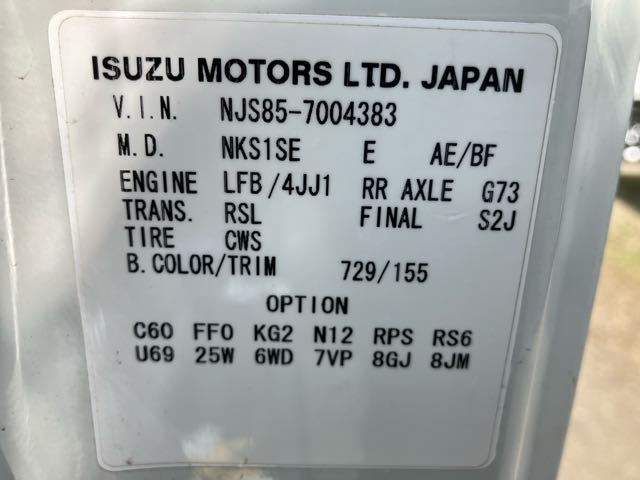 ISUZU MOTORS LTD. JAPAN
V.I.N. NJS85-7004383
M.D. NKS1SE E AE/BF
ENGINE LFB/4JJ1 RR AXLE G73
TRANS. RSL FINAL S2J
TIRE CWS
B.COLOR/TRIM 729/155
OPTION
C60 FF0 KG2 N12 RPS RS6
U69 25W 6WD 7VP 8GJ 8JM